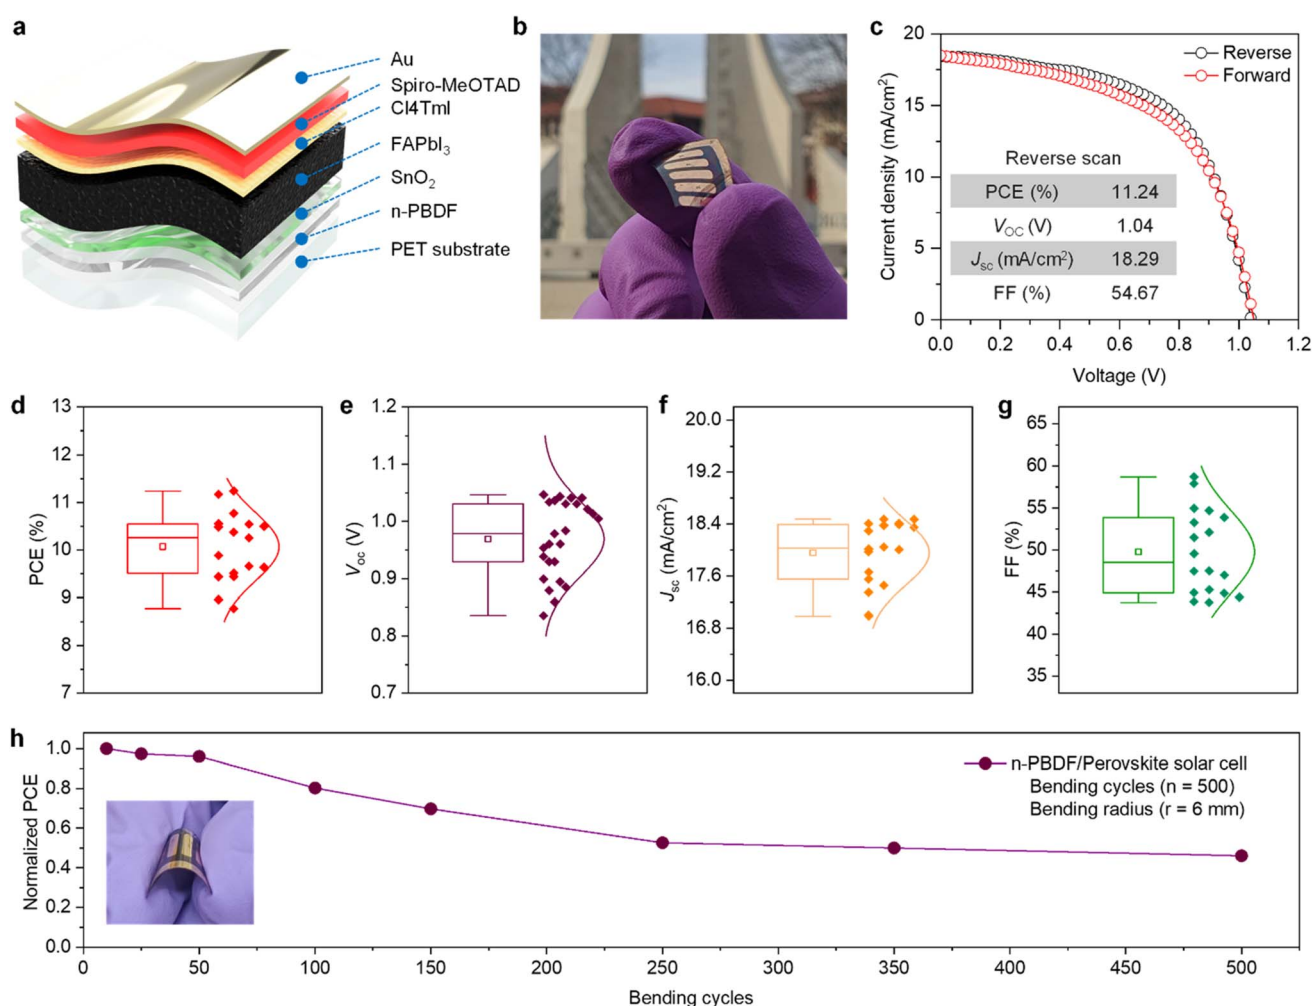 a
Au
Spiro-MeOTAD
Cl4TmI
FAPbI₃
SnO₂
n-PBDF
PET substrate
b
c
Current density (mA/cm²)
20
15
10
5
0
Reverse
Forward
Reverse scan
PCE (%) 11.24
V_OC (V) 1.04
J_sc (mA/cm²) 18.29
FF (%) 54.67
0.0 0.2 0.4 0.6 0.8 1.0 1.2
Voltage (V)
d
PCE (%)
13
12
11
10
9
8
7
e
V_oc (V)
1.2
1.1
1.0
0.9
0.8
0.7
f
J_sc (mA/cm²)
20.0
19.2
18.4
17.6
16.8
16.0
g
FF (%)
65
60
55
50
45
40
35
h
Normalized PCE
1.0
0.8
0.6
0.4
0.2
0.0
n-PBDF/Perovskite solar cell
Bending cycles (n = 500)
Bending radius (r = 6 mm)
0 50 100 150 200 250 300 350 400 450 500
Bending cycles